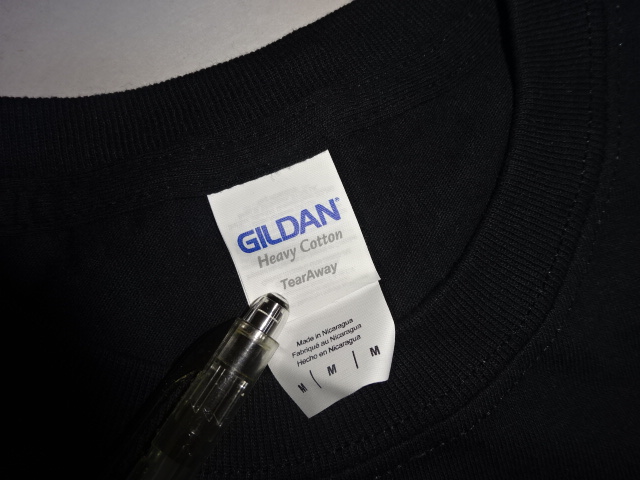 GILDAN®
Heavy Cotton
TearAway
Made in Nicaragua
Fabriqué au Nicaragua
Hecho en Nicaragua
M / M / M